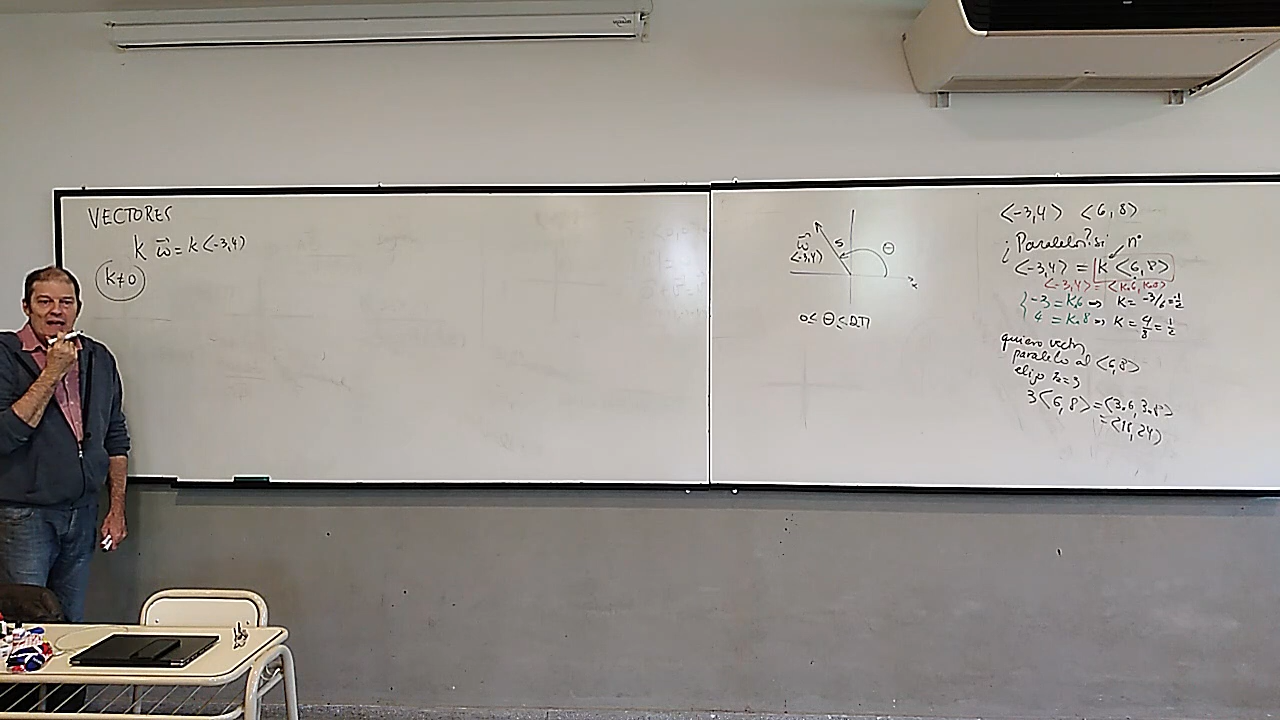 VECTORES
K w⃗ = K <-3,4>
K≠0
w⃗
<-3,4>
5
θ
x
0 ≤ θ ≤ 2π
<-3,4> <6,8>
¿Paralelos? si
nº
<-3,4> = K <6,8>
<-3,4> = <K.6, K.8>
-3 = K.6 ⇒ K = -3/6 = 1/2
4 = K.8 ⇒ K = 4/8 = 1/2
quiero vector
paralelo al <6,8>
elijo k=3
3<6,8> = <3.6, 3.8>
= <18,24>